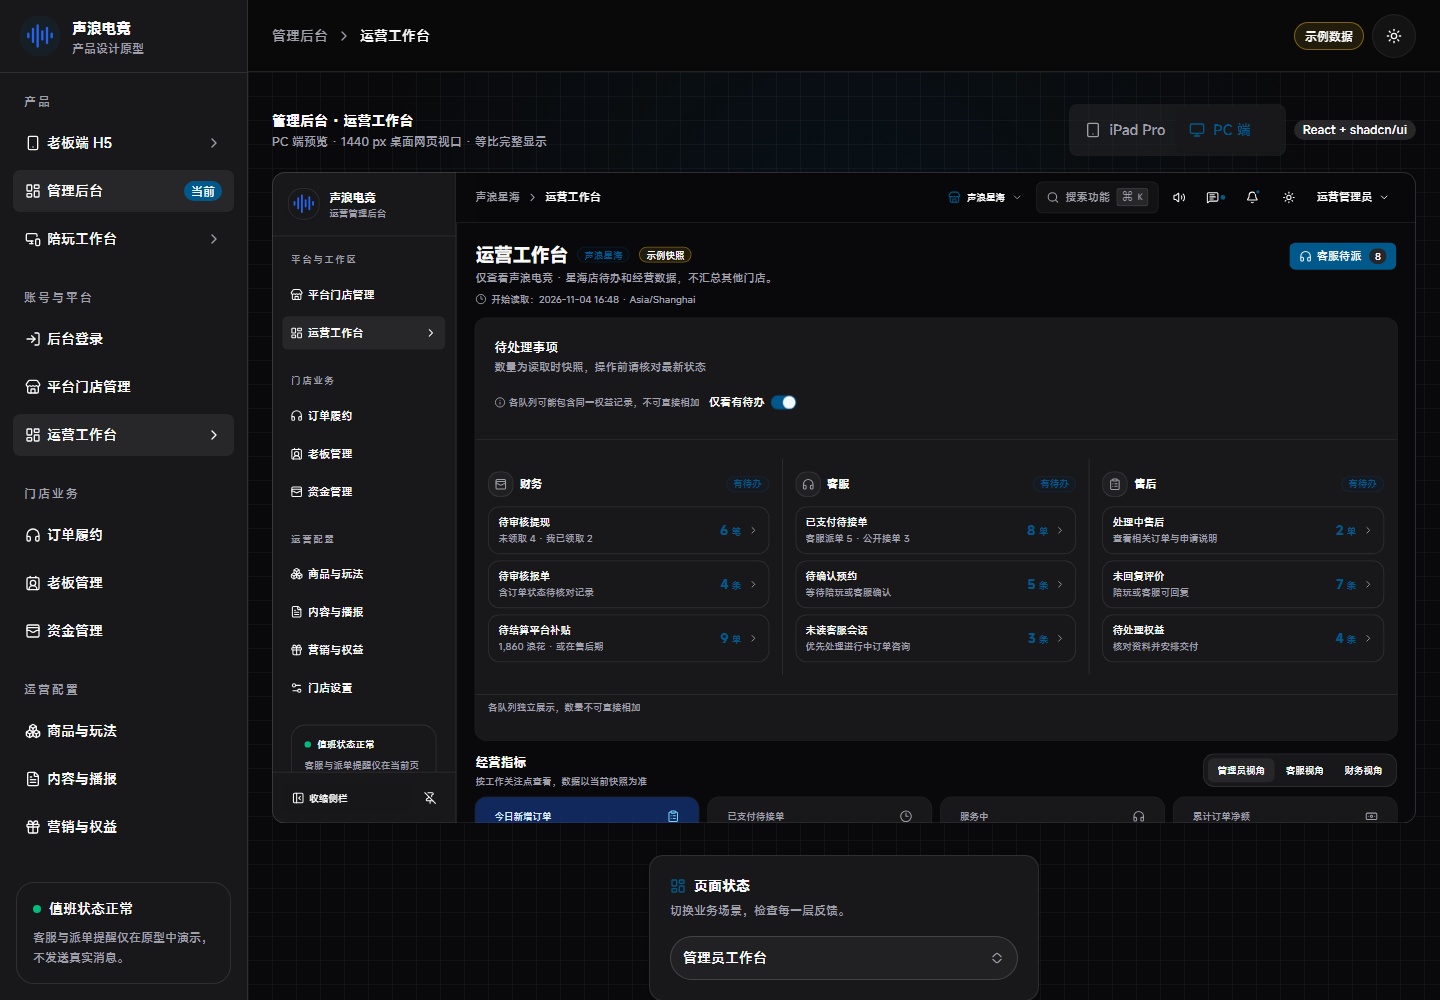 声浪电竞
产品设计原型
产品
老板端 H5
管理后台
当前
陪玩工作台
账号与平台
后台登录
平台门店管理
运营工作台
门店业务
订单履约
老板管理
资金管理
运营配置
商品与玩法
内容与播报
营销与权益
值班状态正常
客服与派单提醒仅在原型中演示，
不发送真实消息。
管理后台
运营工作台
示例数据
管理后台 · 运营工作台
PC 端预览 · 1440 px 桌面网页视口 · 等比完整显示
iPad Pro
PC 端
React + shadcn/ui
声浪电竞
运营管理后台
平台与工作区
平台门店管理
运营工作台
门店业务
订单履约
老板管理
资金管理
运营配置
商品与玩法
内容与播报
营销与权益
门店设置
值班状态正常
客服与派单提醒仅在当前页
收缩侧栏
声浪星海
运营工作台
声浪星海
搜索功能
⌘ K
运营管理员
运营工作台
声浪星海
示例快照
仅查看声浪电竞 · 星海店待办和经营数据，不汇总其他门店。
开始读取：2026-11-04 16:48 · Asia/Shanghai
客服待派 8
待处理事项
数量为读取时快照，操作前请核对最新状态
各队列可能包含同一权益记录，不可直接相加
仅看有待办
财务
有待办
待审核提现
未领取 4 · 我已领取 2
6 笔
待审核报单
含订单状态待核对记录
4 条
待结算平台补贴
1,860 浪花 · 或在售后期
9 单
客服
有待办
已支付待接单
客服派单 5 · 公开接单 3
8 单
待确认预约
等待陪玩或客服确认
5 条
未读客服会话
优先处理进行中订单咨询
3 条
售后
有待办
处理中售后
查看相关订单与申请说明
2 单
未回复评价
陪玩或客服可回复
7 条
待处理权益
核对资料并安排交付
4 条
各队列独立展示，数量不可直接相加
经营指标
按工作关注点查看，数据以当前快照为准
管理员视角
客服视角
财务视角
今日新增订单
已支付待接单
服务中
累计订单净额
页面状态
切换业务场景，检查每一层反馈。
管理员工作台